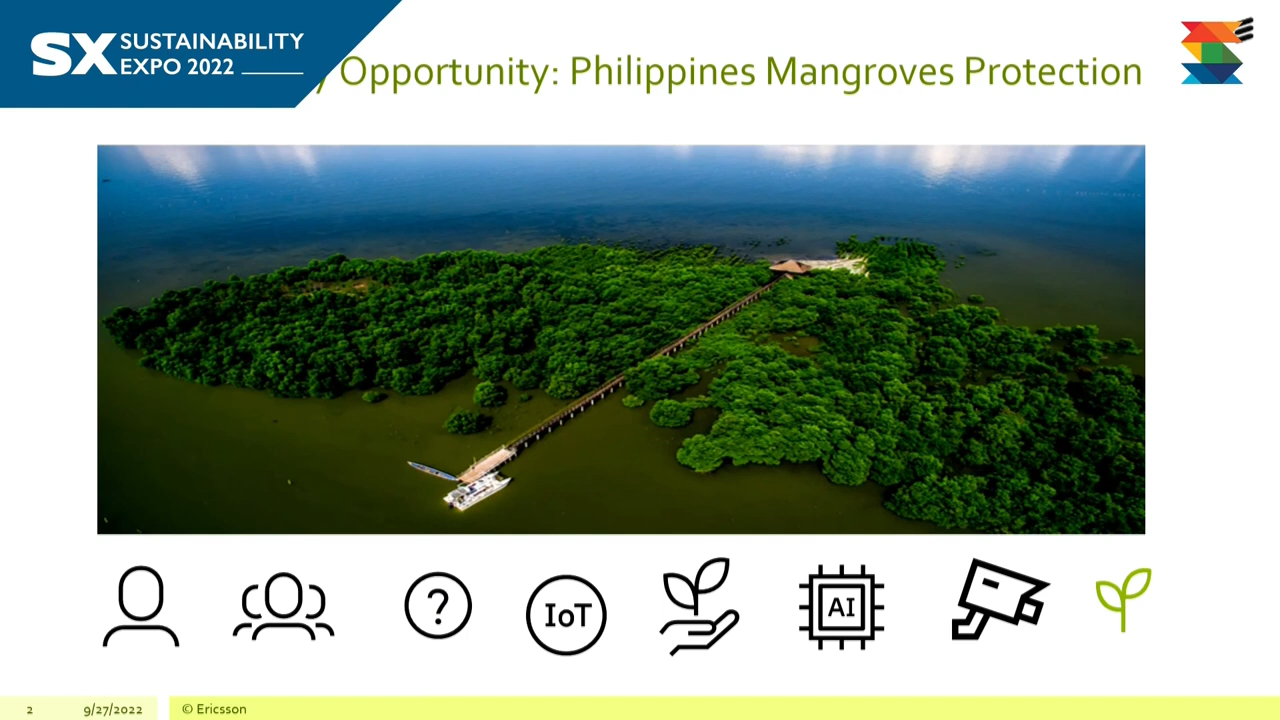 SX SUSTAINABILITY
EXPO 2022
y Opportunity: Philippines Mangroves Protection
?
IoT
AI
2
9/27/2022
© Ericsson